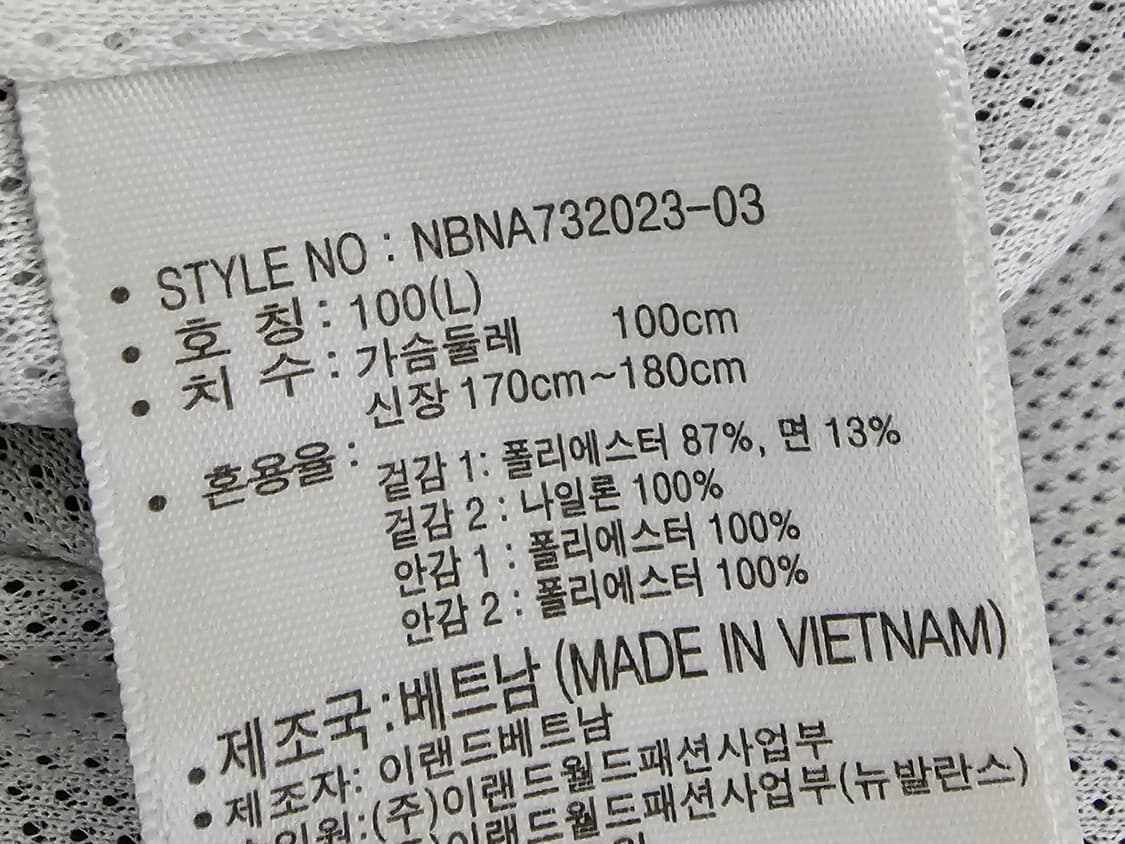 • STYLE NO : NBNA732023-03
• 호 칭 : 100(L)
• 치 수 : 가슴둘레 100cm
신장 170cm~180cm
• 혼용율 : 겉감 1: 폴리에스터 87%, 면 13%
겉감 2 : 나일론 100%
안감 1 : 폴리에스터 100%
안감 2 : 폴리에스터 100%
• 제조국:베트남 (MADE IN VIETNAM)
• 제조자: 이랜드베트남
(주)이랜드월드패션사업부
이랜드월드패션사업부(뉴발란스)